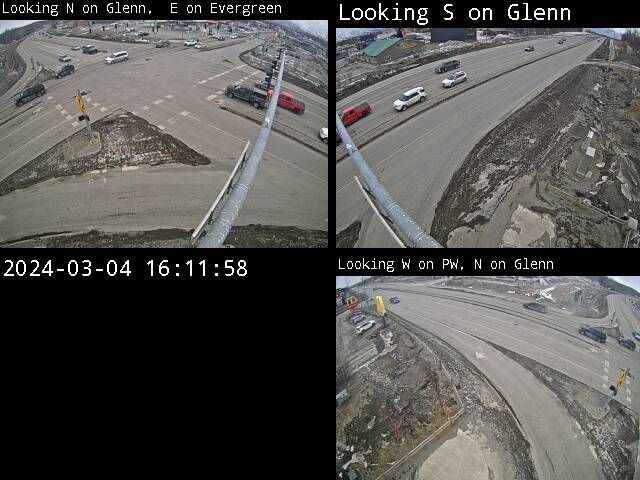 Looking N on Glenn,  E on Evergreen
Looking S on Glenn
2024-03-04 16:11:58
Looking W on PW, N on Glenn